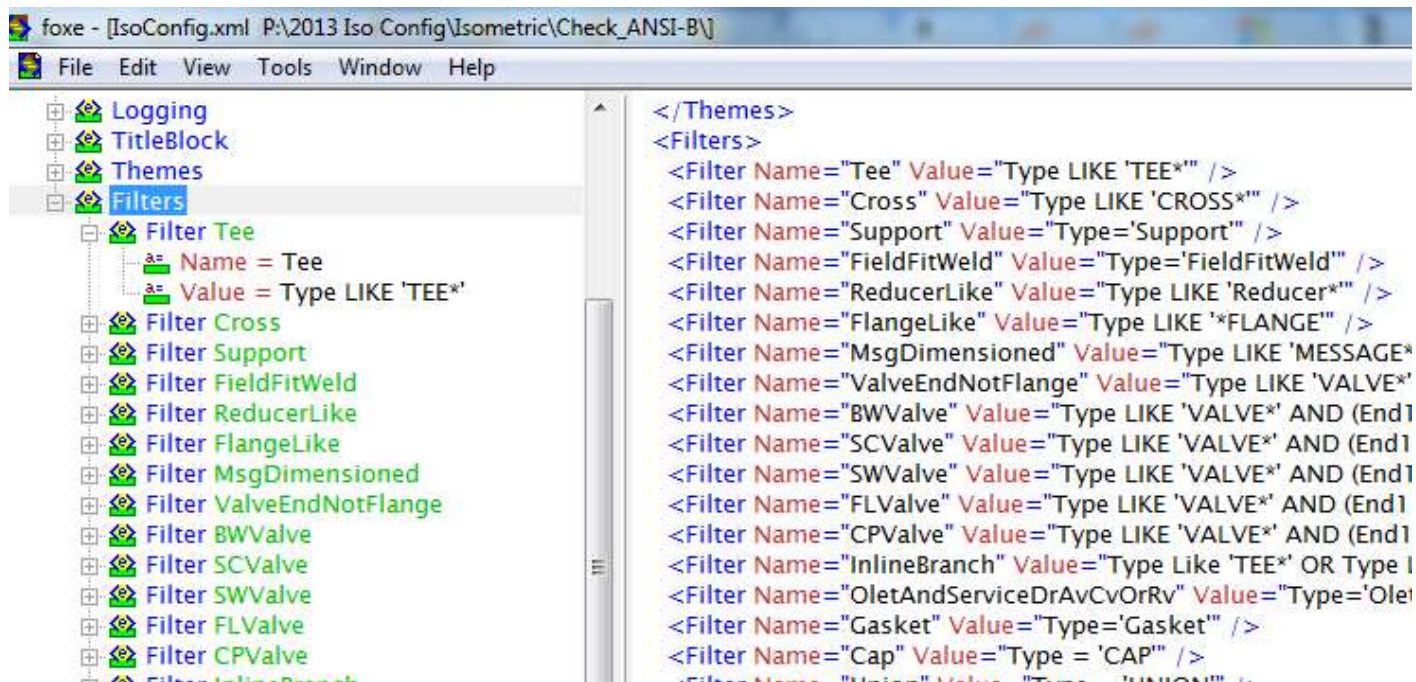 foxe - [IsoConfig.xml P:\2013 Iso Config\Isometric\Check_ANSI-B\]
File Edit View Tools Window Help
Logging
TitleBlock
Themes
Filters
Filter Tee
Name = Tee
Value = Type LIKE 'TEE*'
Filter Cross
Filter Support
Filter FieldFitWeld
Filter ReducerLike
Filter FlangeLike
Filter MsgDimensioned
Filter ValveEndNotFlange
Filter BWValve
Filter SCValve
Filter SWValve
Filter FLValve
Filter CPValve
Filter InlineBranch
</Themes>
<Filters>
<Filter Name="Tee" Value="Type LIKE 'TEE*'" />
<Filter Name="Cross" Value="Type LIKE 'CROSS*'" />
<Filter Name="Support" Value="Type='Support'" />
<Filter Name="FieldFitWeld" Value="Type='FieldFitWeld'" />
<Filter Name="ReducerLike" Value="Type LIKE 'Reducer*'" />
<Filter Name="FlangeLike" Value="Type LIKE '*FLANGE'" />
<Filter Name="MsgDimensioned" Value="Type LIKE 'MESSAGE*
<Filter Name="ValveEndNotFlange" Value="Type LIKE 'VALVE*'
<Filter Name="BWValve" Value="Type LIKE 'VALVE*' AND (End1
<Filter Name="SCValve" Value="Type LIKE 'VALVE*' AND (End1
<Filter Name="SWValve" Value="Type LIKE 'VALVE*' AND (End1
<Filter Name="FLValve" Value="Type LIKE 'VALVE*' AND (End1
<Filter Name="CPValve" Value="Type LIKE 'VALVE*' AND (End1
<Filter Name="InlineBranch" Value="Type Like 'TEE*' OR Type L
<Filter Name="OletAndServiceDrAvCvOrRv" Value="Type='Olet
<Filter Name="Gasket" Value="Type='Gasket'" />
<Filter Name="Cap" Value="Type = 'CAP'" />
<Filter Name="Union" Value="Type = 'UNION'" />